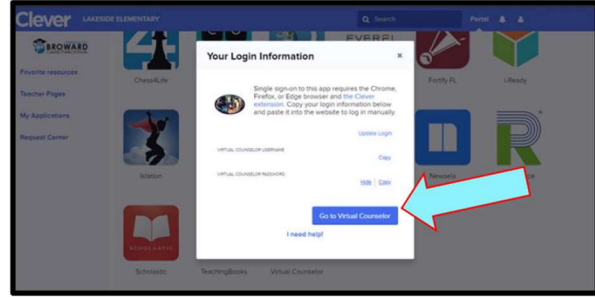 Clever LAKESIDE ELEMENTARY
Search
Portal
BROWARD
Favorite resources
Teacher Pages
My Applications
Request Center
Chess4Life
Fortify FL
i-Ready
Your Login Information ×
Single sign-on to this app requires the Chrome,
Firefox, or Edge browser and the Clever
extension. Copy your login information below
and paste it into the website to log in manually.
Update Login
VIRTUAL COUNSELOR USERNAME
Copy
VIRTUAL COUNSELOR PASSWORD
Hide | Copy
Go to Virtual Counselor
I need help!
Istation
Newsela
SCHOLASTIC
Scholastic
TeachingBooks
Virtual Counselor